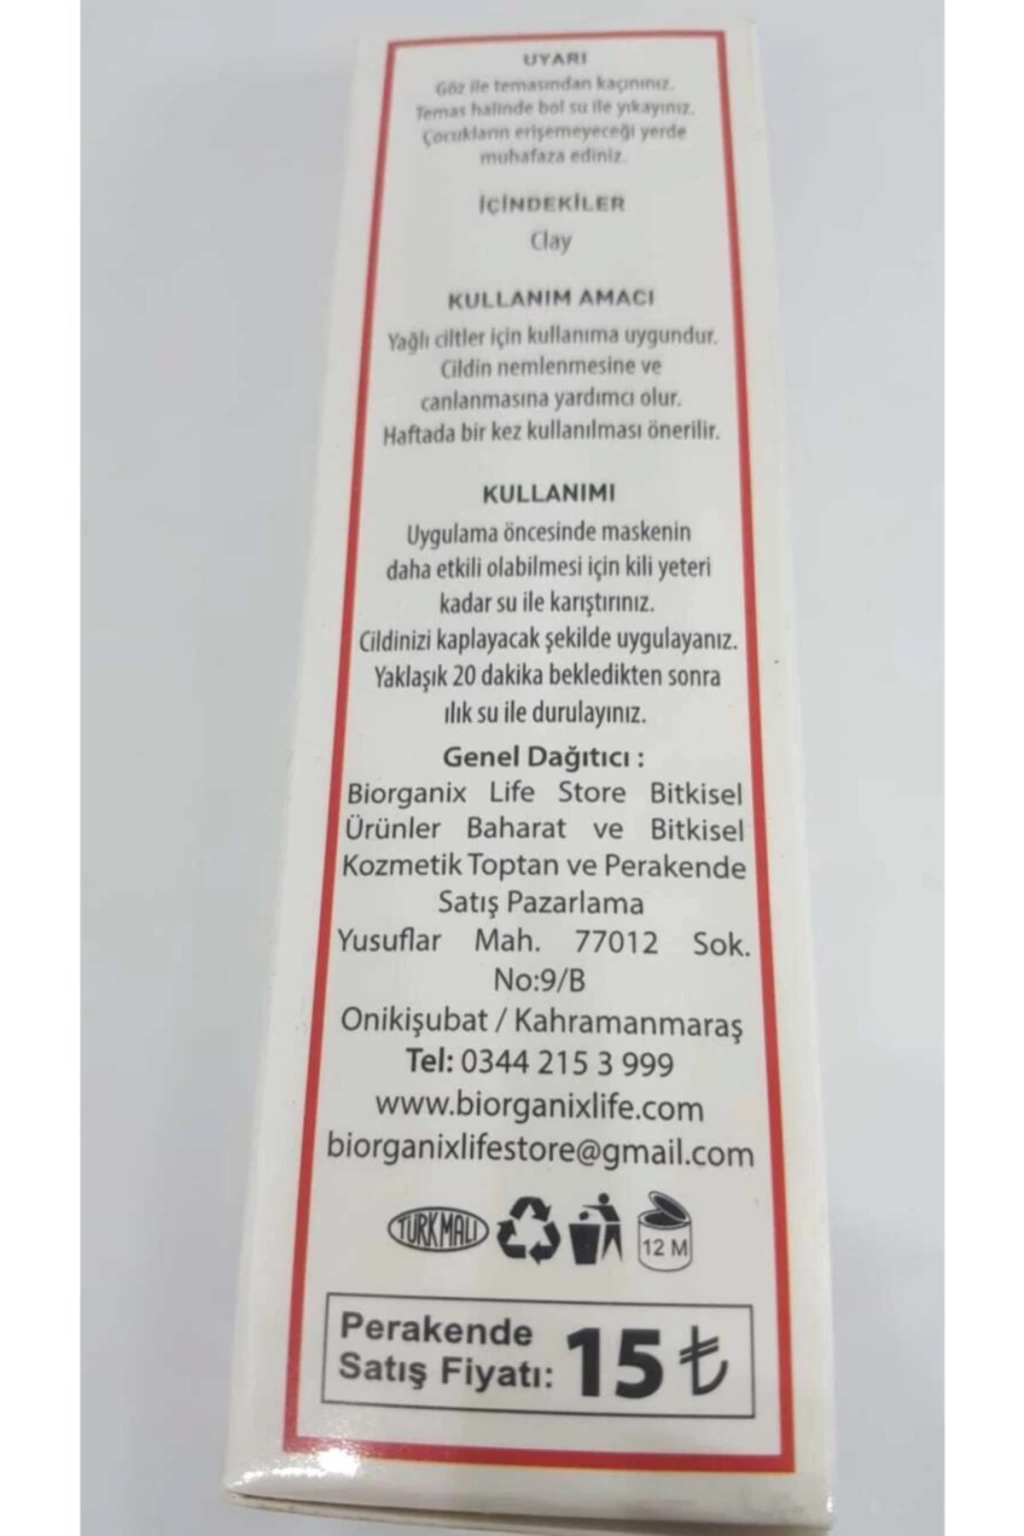 UYARI
Göz ile temasından kaçınınız.
Temas halinde bol su ile yıkayınız.
Çocukların erişemeyeceği yerde
muhafaza ediniz.
İÇİNDEKİLER
Clay
KULLANIM AMACI
Yağlı ciltler için kullanıma uygundur.
Cildin nemlenmesine ve
canlanmasına yardımcı olur.
Haftada bir kez kullanılması önerilir.
KULLANIMI
Uygulama öncesinde maskenin
daha etkili olabilmesi için kili yeteri
kadar su ile karıştırınız.
Cildinizi kaplayacak şekilde uygulayanız.
Yaklaşık 20 dakika bekledikten sonra
ılık su ile durulayınız.
Genel Dağıtıcı :
Biorganix Life Store Bitkisel
Ürünler Baharat ve Bitkisel
Kozmetik Toptan ve Perakende
Satış Pazarlama
Yusuflar Mah. 77012 Sok.
No:9/B
Onikişubat / Kahramanmaraş
Tel: 0344 215 3 999
www.biorganixlife.com
biorganixlifestore@gmail.com
TÜRK MALI
12 M
Perakende
Satış Fiyatı: 15 ₺